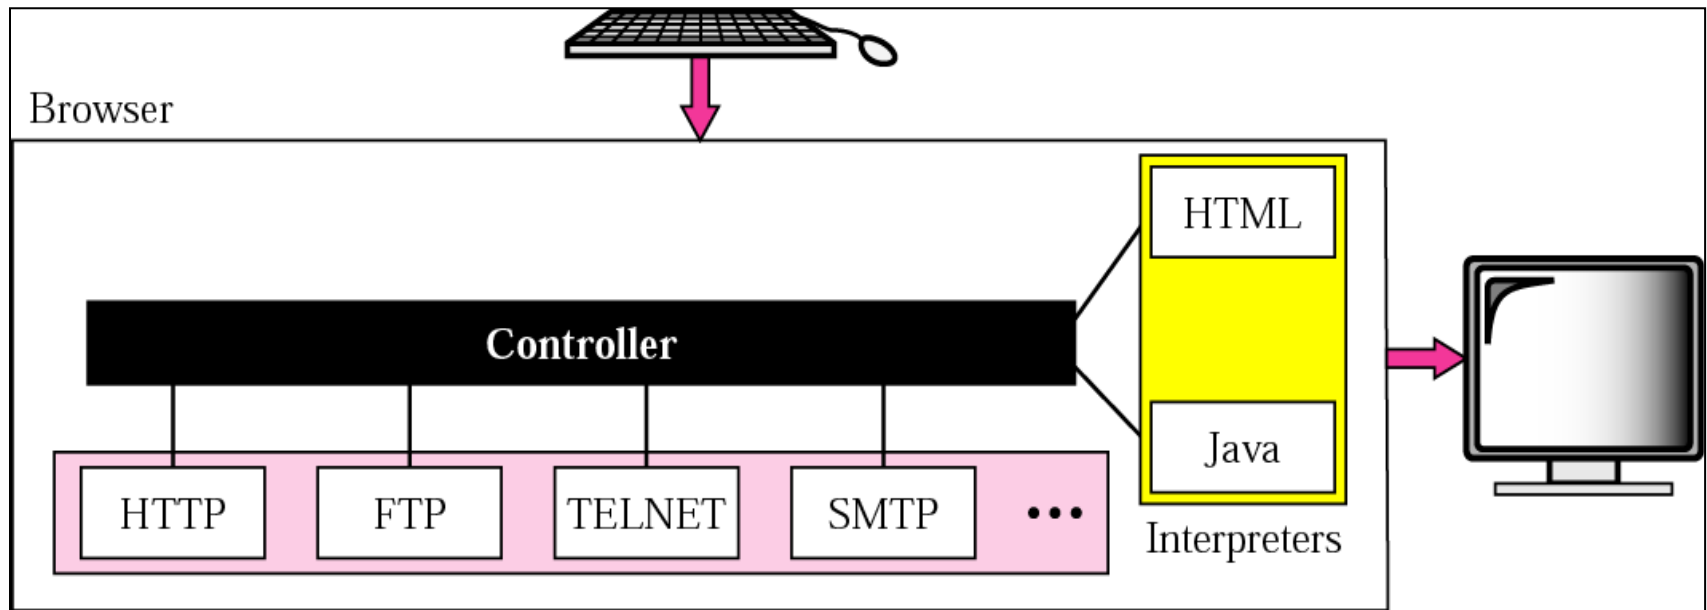 Browser
HTML
Controller
Java
HTTP
FTP
TELNET
SMTP
•••
Interpreters